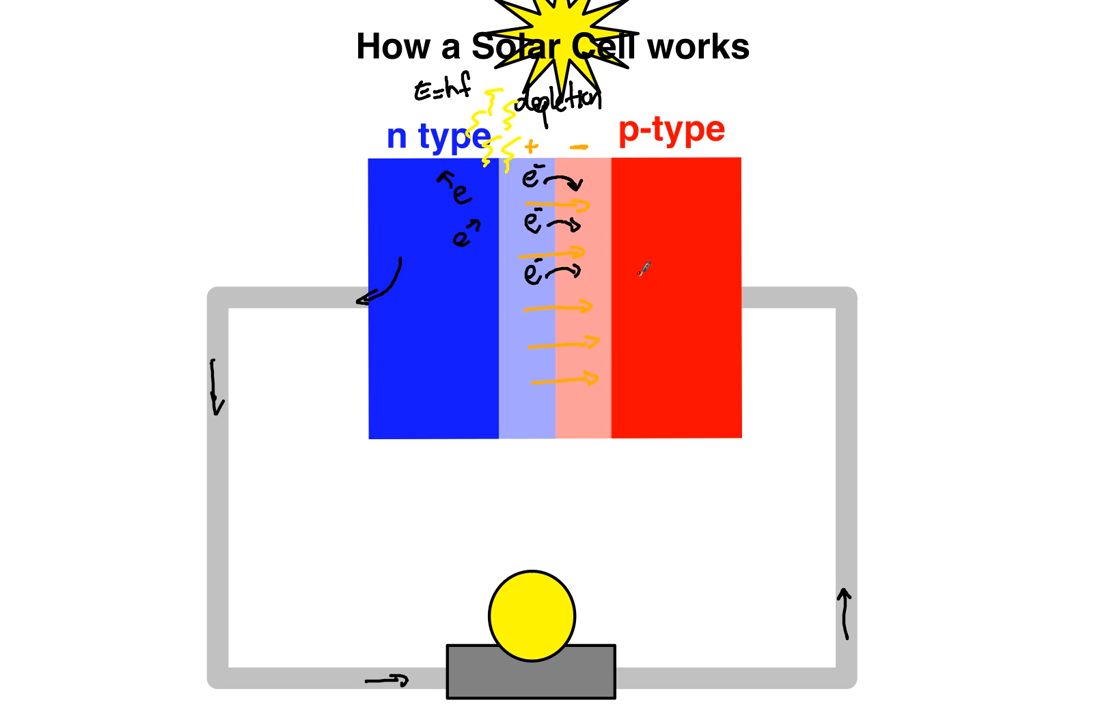 How a Solar Cell works
E=hf
depletion
n type
p-type
+ -
e⁻
e
e⁻
e
e⁻